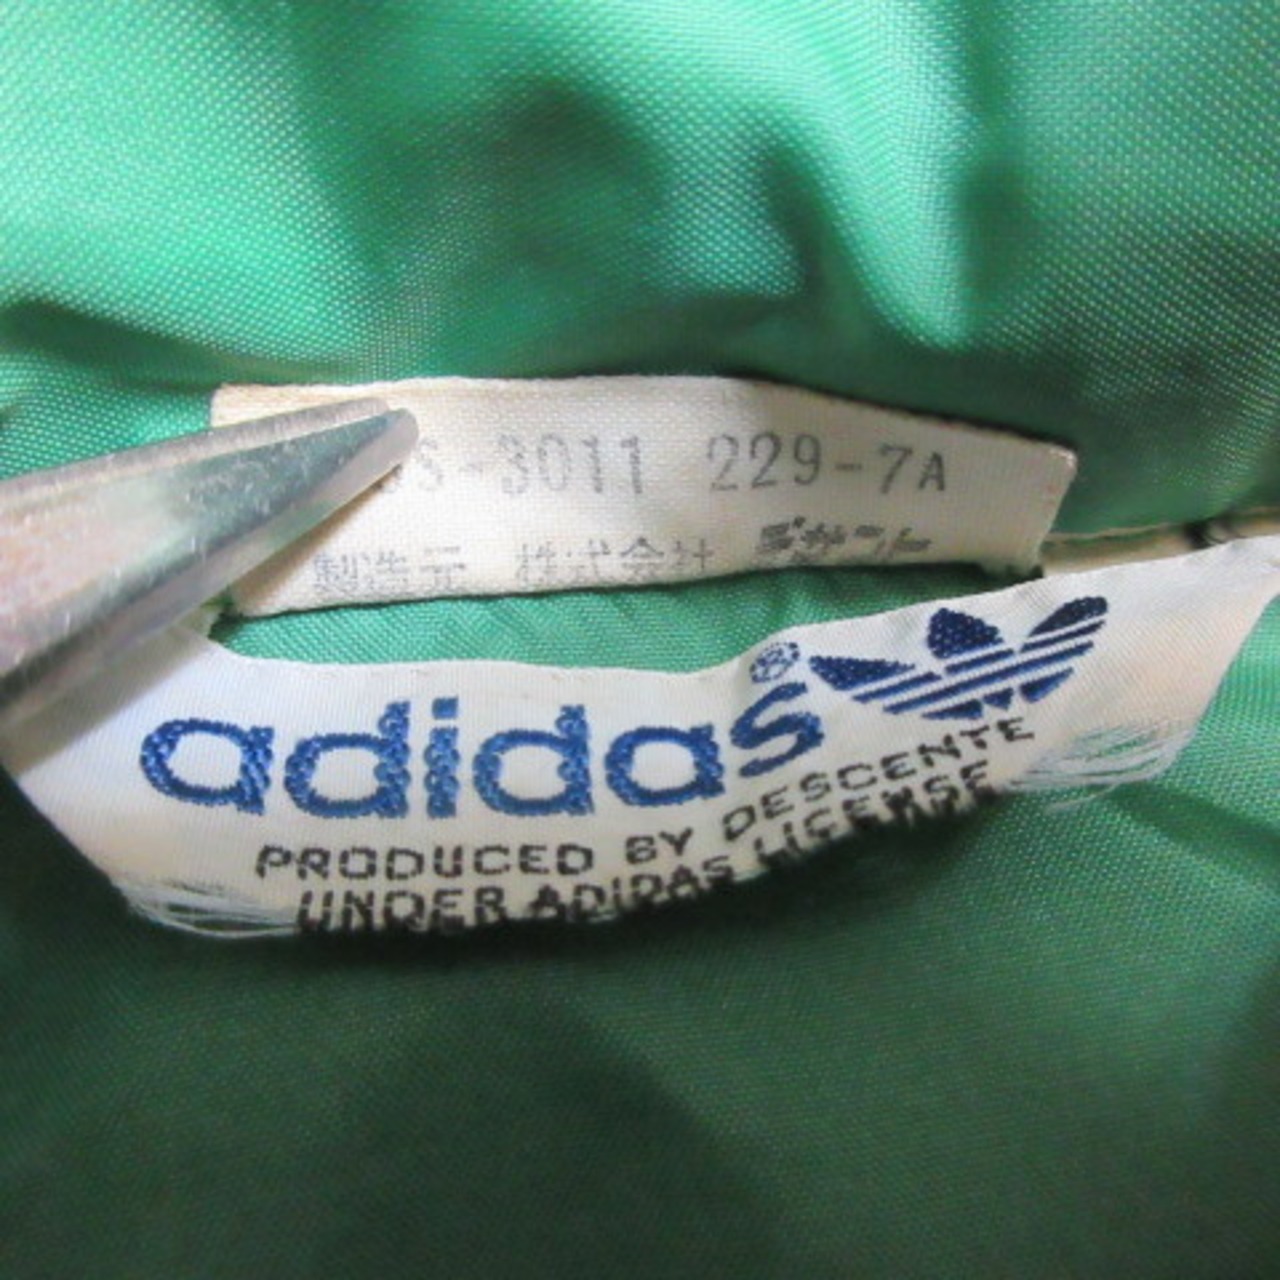 S-3011 229-7A
製造元 株式会社 デサント
adidas®
PRODUCED BY DESCENTE
UNDER ADIDAS LICENSE